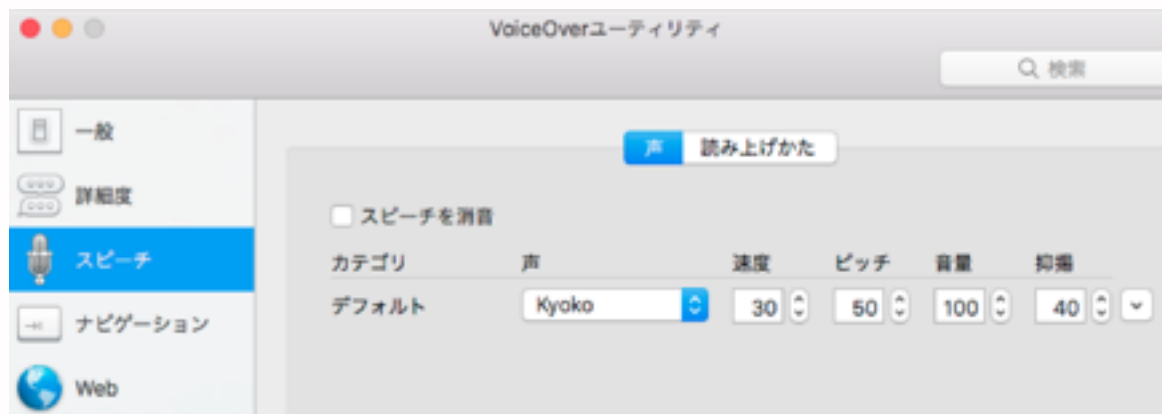 VoiceOverユーティリティ
検索
一般
詳細度
スピーチ
ナビゲーション
Web
声 読み上げかた
スピーチを消音
カテゴリ 声 速度 ピッチ 音量 抑揚
デフォルト Kyoko 30 50 100 40